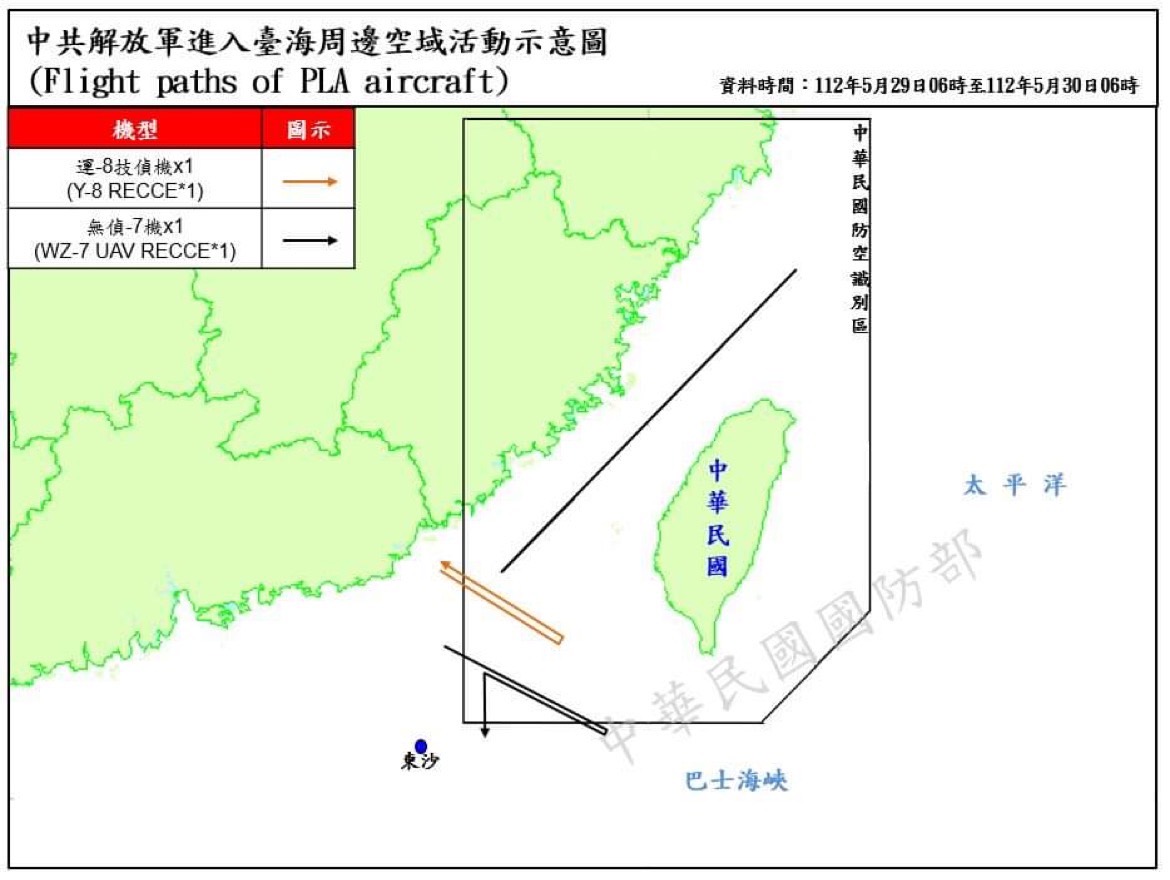 中共解放軍進入臺海周邊空域活動示意圖
(Flight paths of PLA aircraft)
資料時間：112年5月29日06時至112年5月30日06時
機型
圖示
運-8技偵機x1
(Y-8 RECCE*1)
無偵-7機x1
(WZ-7 UAV RECCE*1)
中華民國防空識別區
中華民國
太平洋
中華民國國防部
東沙
巴士海峽